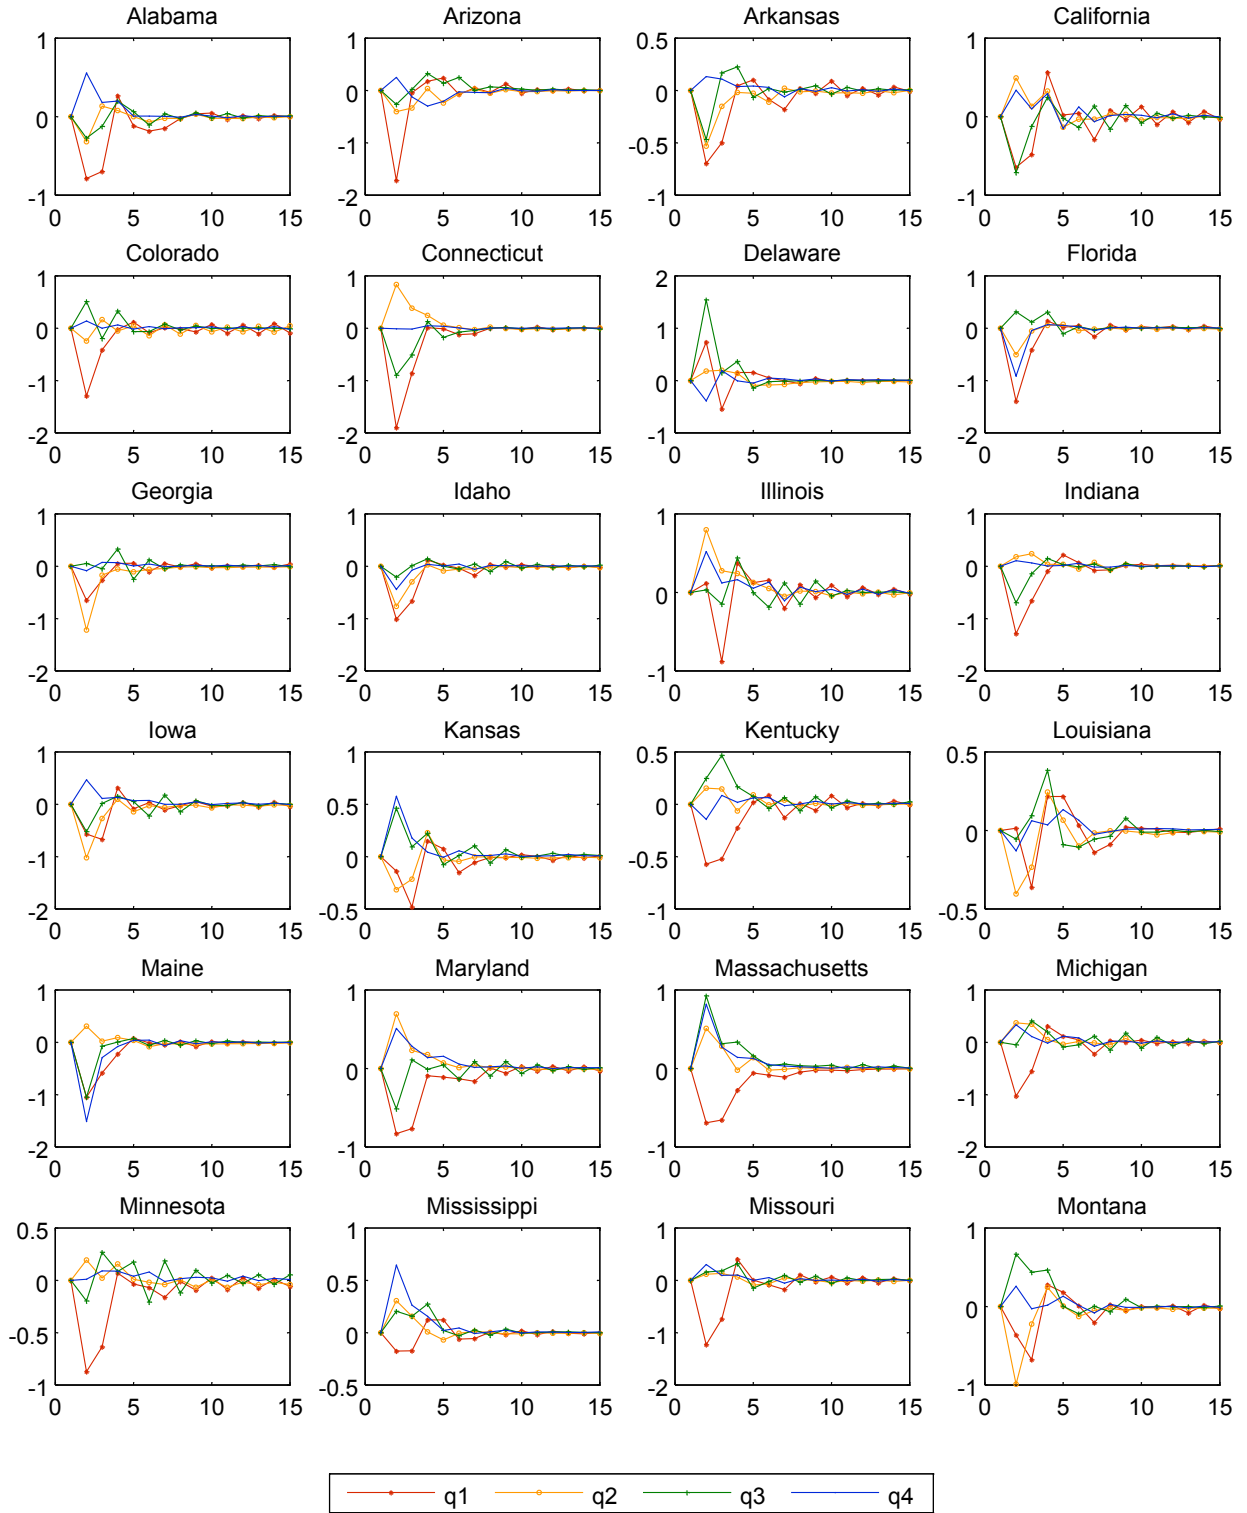 Alabama Arizona Arkansas California
1 1 0.5 1
0 0 0 0
-1 -0.5
-1 -2 -1 -1
0 5 10 15 0 5 10 15 0 5 10 15 0 5 10 15
Colorado Connecticut Delaware Florida
1 1 2 1
0 0 1 0
-1 -1 0 -1
-2 -2 -1 -2
0 5 10 15 0 5 10 15 0 5 10 15 0 5 10 15
Georgia Idaho Illinois Indiana
1 1 1 1
0 0 0 0
-1 -1 -1
-2 -2 -1 -2
0 5 10 15 0 5 10 15 0 5 10 15 0 5 10 15
Iowa Kansas Kentucky Louisiana
1 1 0.5 0.5
0 0.5 0 0
-1 0 -0.5
-2 -0.5 -1 -0.5
0 5 10 15 0 5 10 15 0 5 10 15 0 5 10 15
Maine Maryland Massachusetts Michigan
1 1 1 1
0 0 0 0
-1 -1
-2 -1 -1 -2
0 5 10 15 0 5 10 15 0 5 10 15 0 5 10 15
Minnesota Mississippi Missouri Montana
0.5 1 1 1
0 0.5 0 0
-0.5 0 -1
-1 -0.5 -2 -1
0 5 10 15 0 5 10 15 0 5 10 15 0 5 10 15
q1 q2 q3 q4